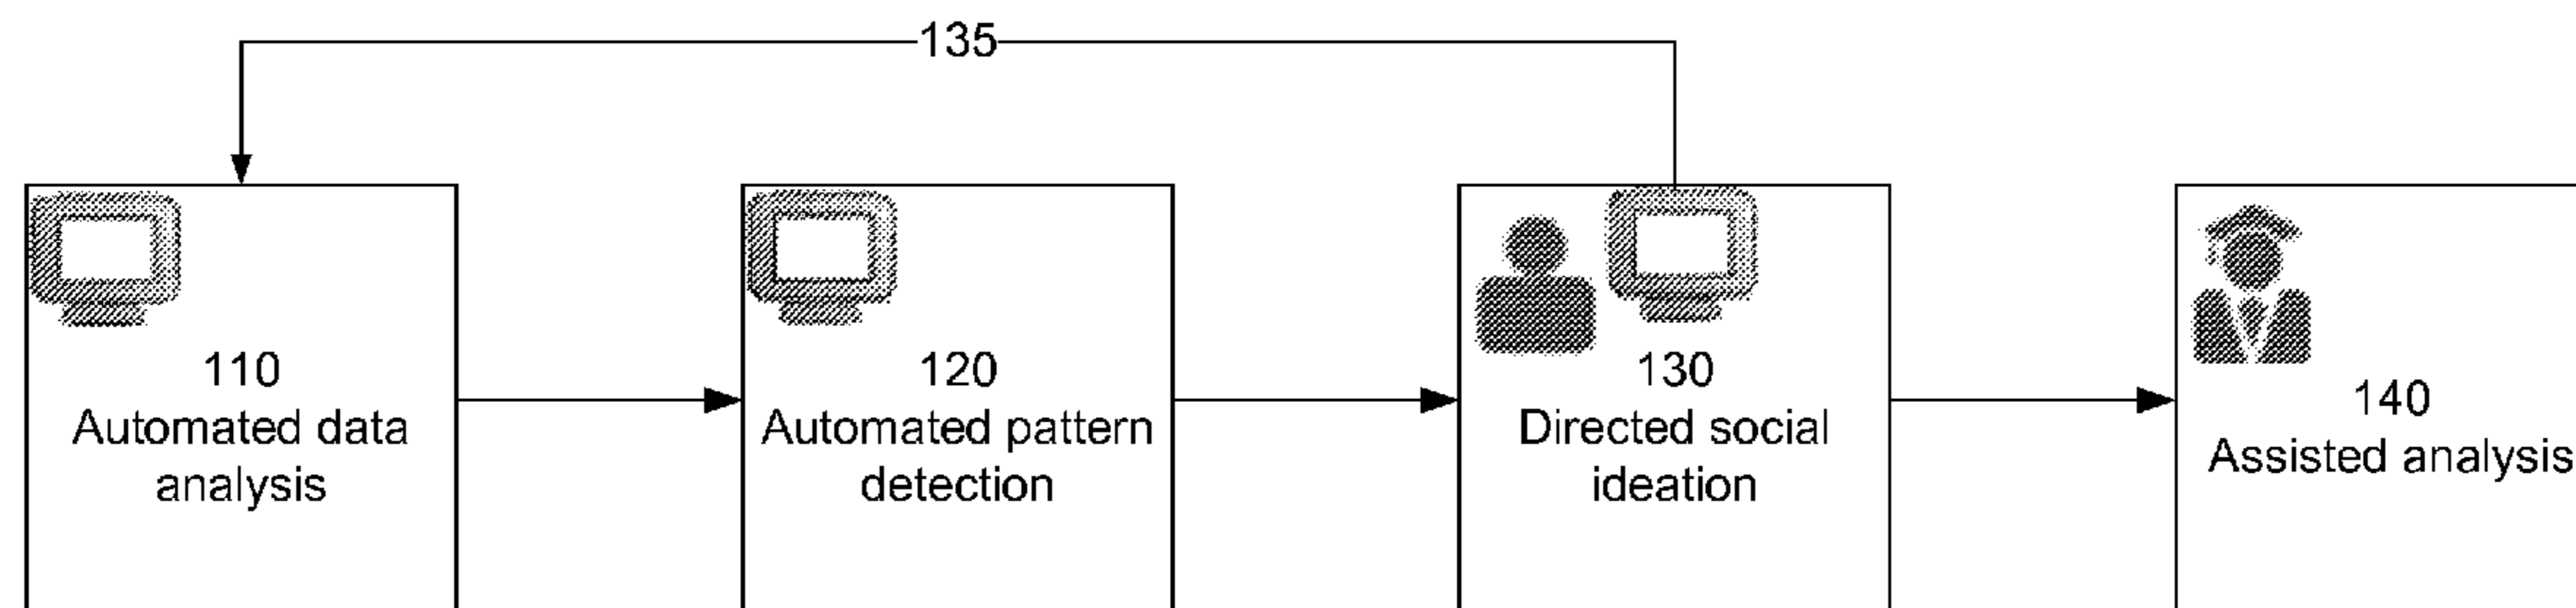 135
110
Automated data
analysis
120
Automated pattern
detection
130
Directed social
ideation
140
Assisted analysis